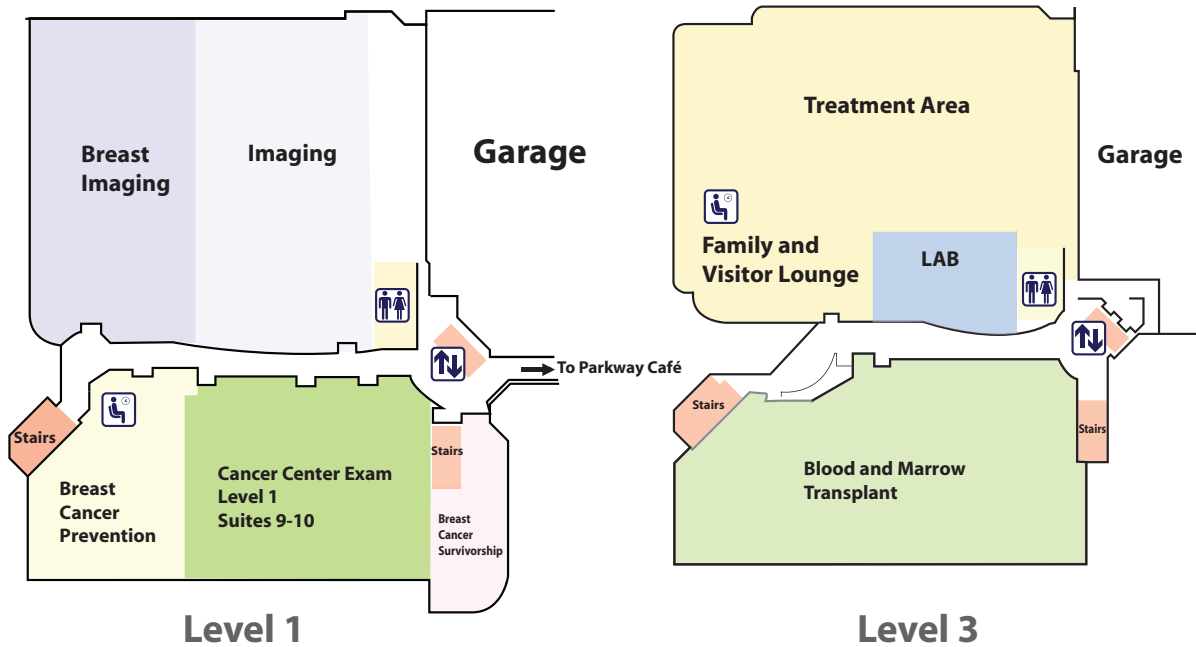 Breast
Imaging
Imaging
Garage
To Parkway Café
Stairs
Breast
Cancer
Prevention
Cancer Center Exam
Level 1
Suites 9-10
Stairs
Breast
Cancer
Survivorship
Level 1
Treatment Area
Garage
Family and
Visitor Lounge
LAB
Stairs
Stairs
Blood and Marrow
Transplant
Level 3